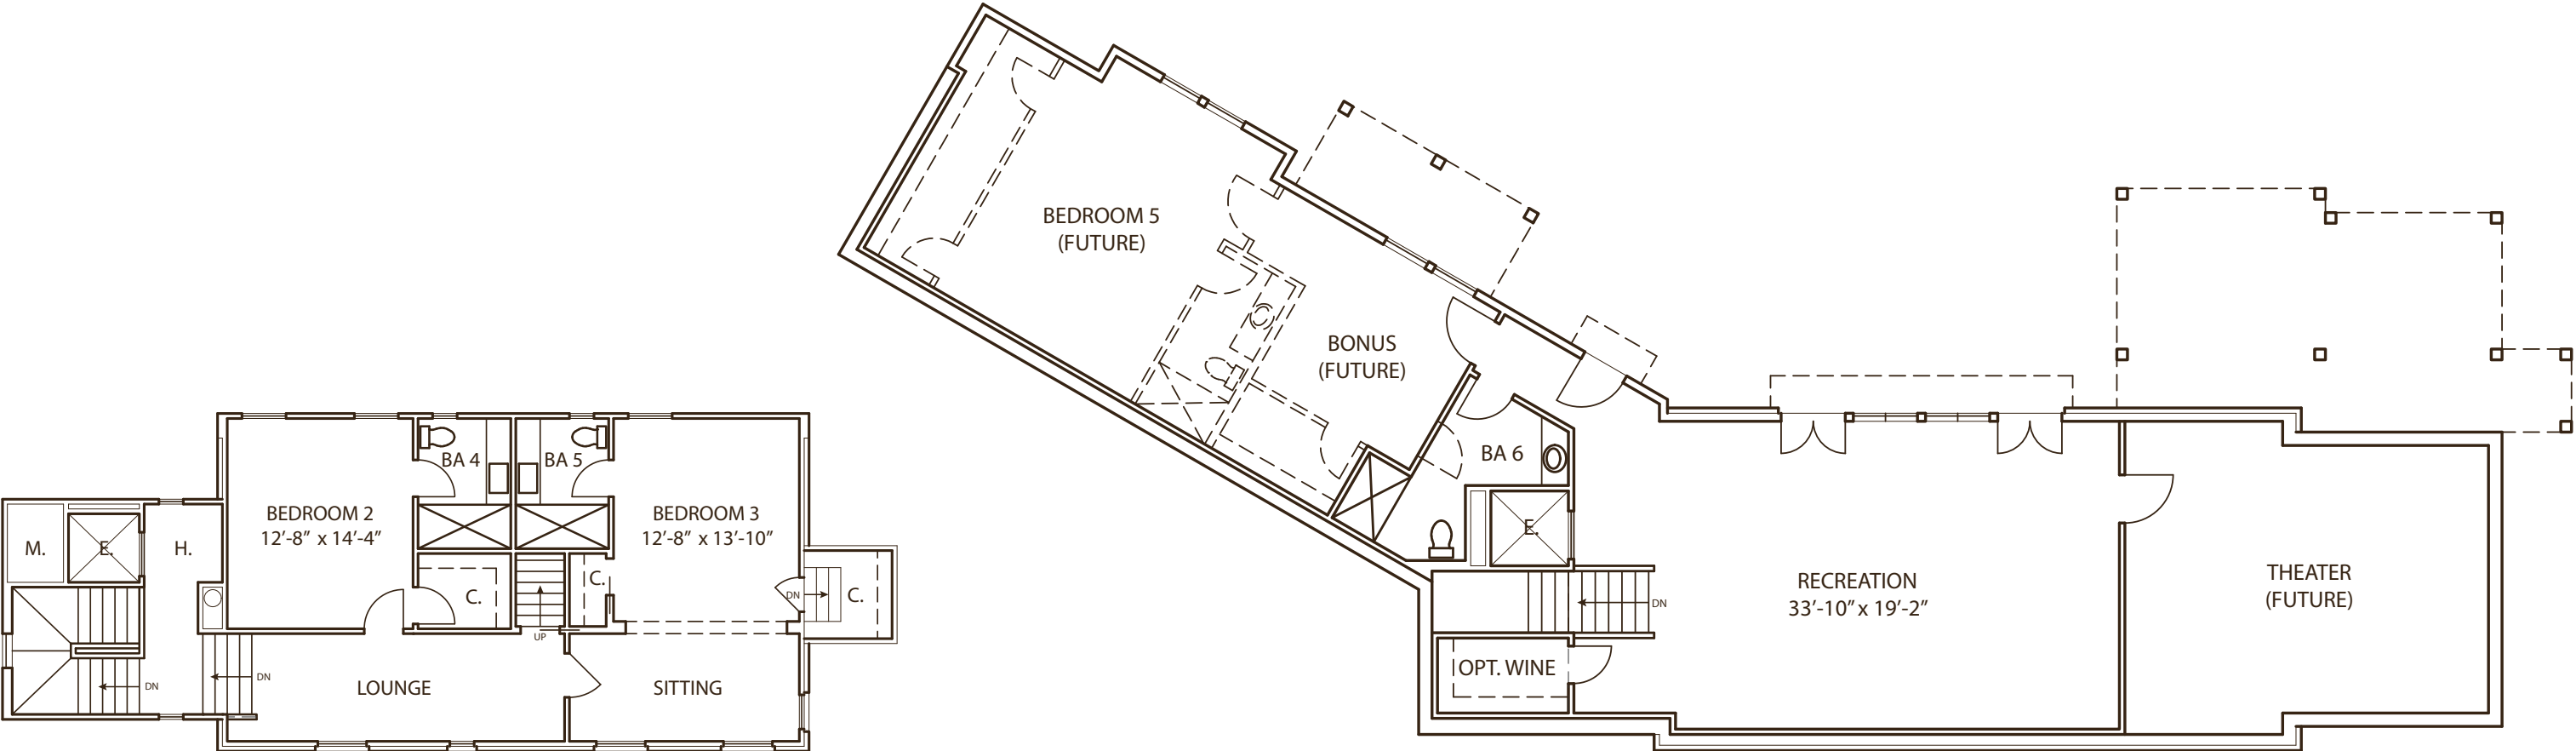 BEDROOM 5
(FUTURE)
BONUS
(FUTURE)
BA 6
E.
RECREATION
33'-10" x 19'-2"
DN
OPT. WINE
THEATER
(FUTURE)
BA 4
BA 5
BEDROOM 2
12'-8" x 14'-4"
BEDROOM 3
12'-8" x 13'-10"
M.
E.
H.
C.
C.
DN
C.
UP
DN
DN
LOUNGE
SITTING